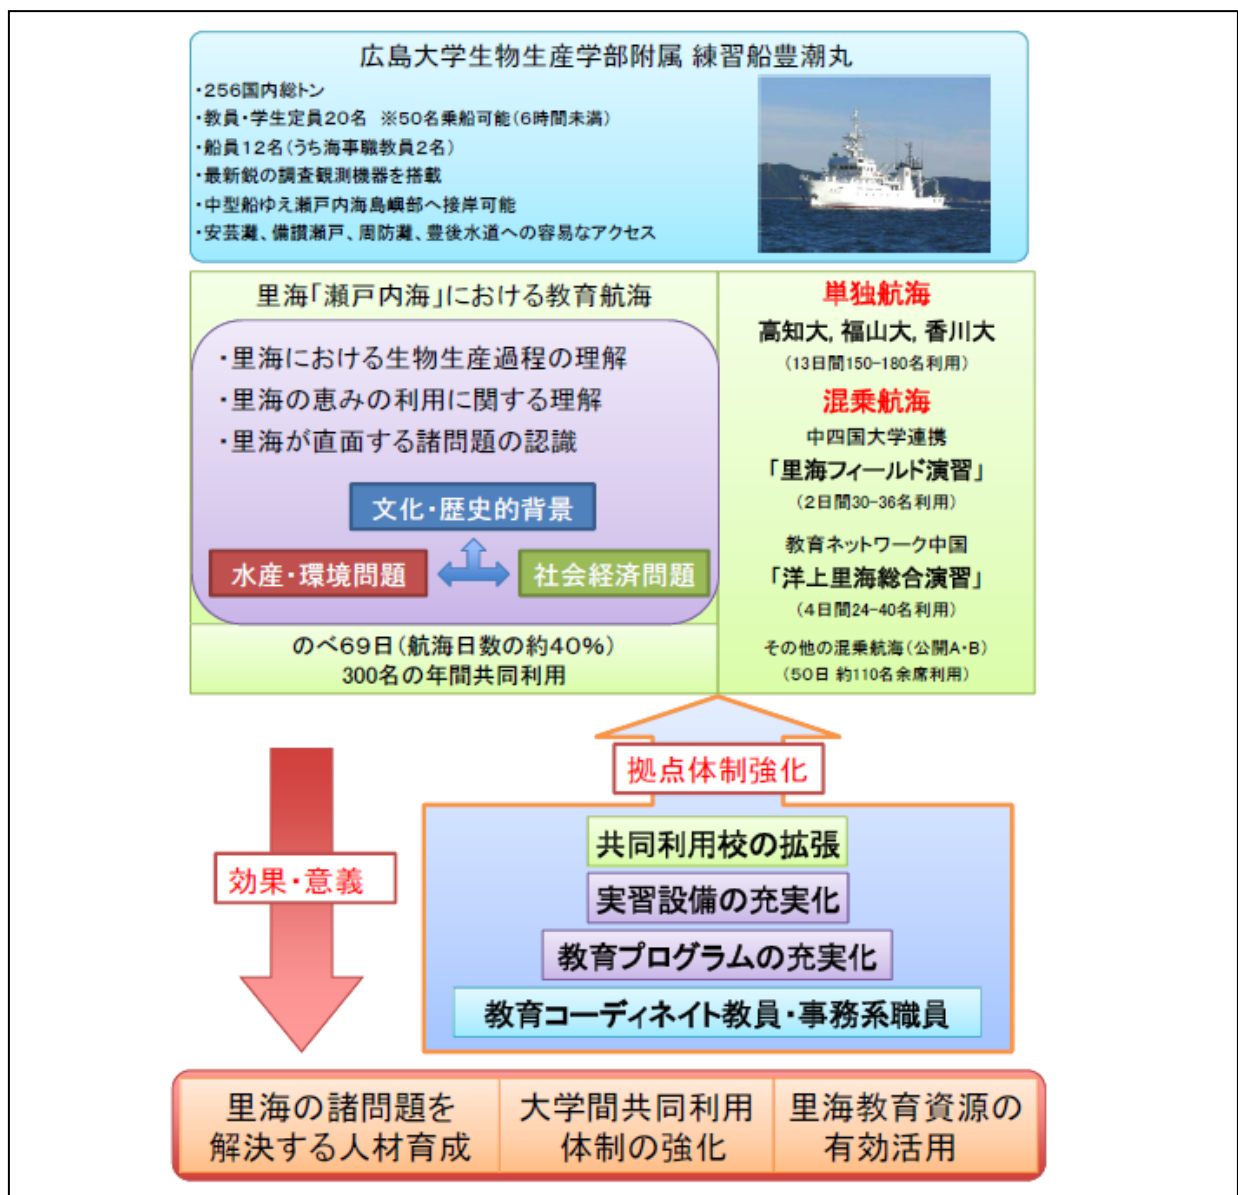 広島大学生物生産学部附属 練習船豊潮丸
・256国内総トン
・教員・学生定員20名 ※50名乗船可能(6時間未満)
・船員12名(うち海事職教員2名)
・最新鋭の調査観測機器を搭載
・中型船ゆえ瀬戸内海島嶼部へ接岸可能
・安芸灘、備讃瀬戸、周防灘、豊後水道への容易なアクセス
里海「瀬戸内海」における教育航海
・里海における生物生産過程の理解
・里海の恵みの利用に関する理解
・里海が直面する諸問題の認識
文化・歴史的背景
水産・環境問題
社会経済問題
のべ69日(航海日数の約40%)
300名の年間共同利用
単独航海
高知大, 福山大, 香川大
(13日間150-180名利用)
混乗航海
中四国大学連携
「里海フィールド演習」
(2日間30-36名利用)
教育ネットワーク中国
「洋上里海総合演習」
(4日間24-40名利用)
その他の混乗航海(公開A・B)
(50日 約110名余席利用)
拠点体制強化
共同利用校の拡張
実習設備の充実化
教育プログラムの充実化
教育コーディネイト教員・事務系職員
効果・意義
里海の諸問題を
解決する人材育成
大学間共同利用
体制の強化
里海教育資源の
有効活用